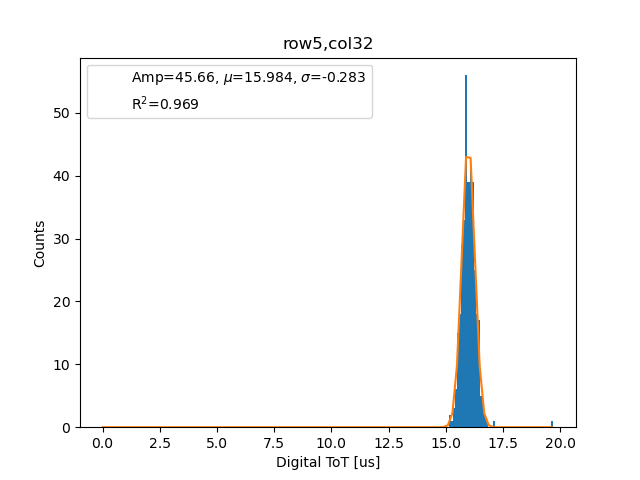 row5,col32
Amp=45.66, μ=15.984, σ=-0.283
R²=0.969
50
40
30
20
10
0
Counts
0.0 2.5 5.0 7.5 10.0 12.5 15.0 17.5 20.0
Digital ToT [us]